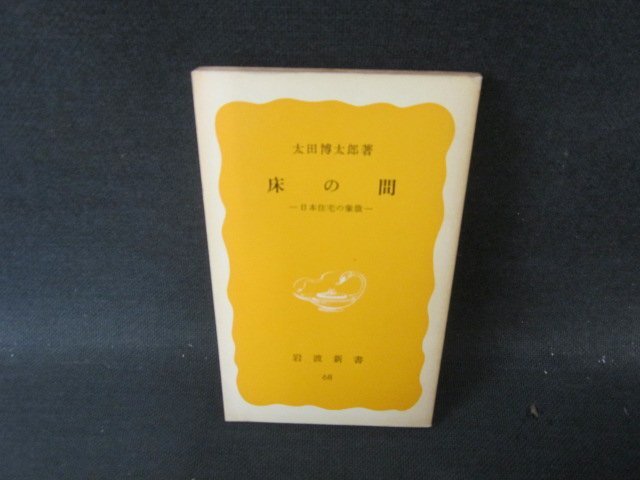 太田博太郎著
床の間
—日本住宅の象徴—
岩波新書
68